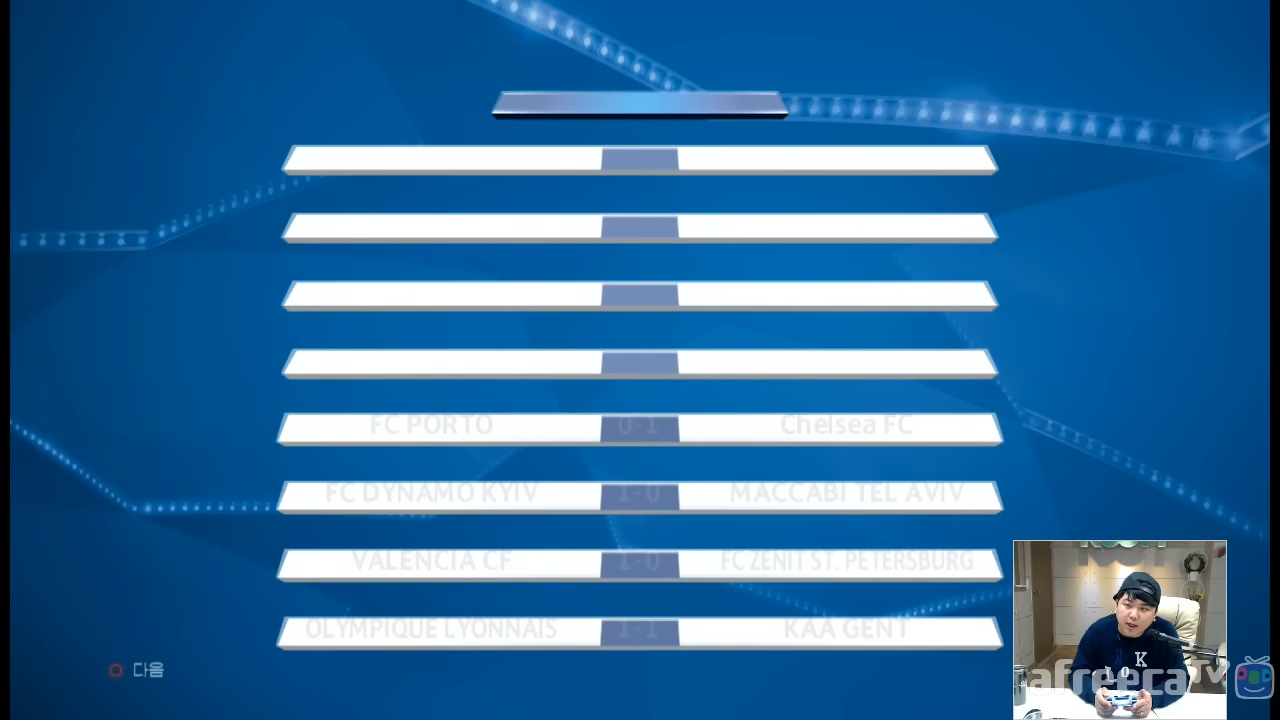 FC PORTO 0-1 Chelsea FC
FC DYNAMO KYIV 1-0 MACCABI TEL AVIV
VALENCIA CF 1-0 FC ZENIT ST. PETERSBURG
OLYMPIQUE LYONNAIS 1-1 KAA GENT
다음
K
LO
afreecaTV